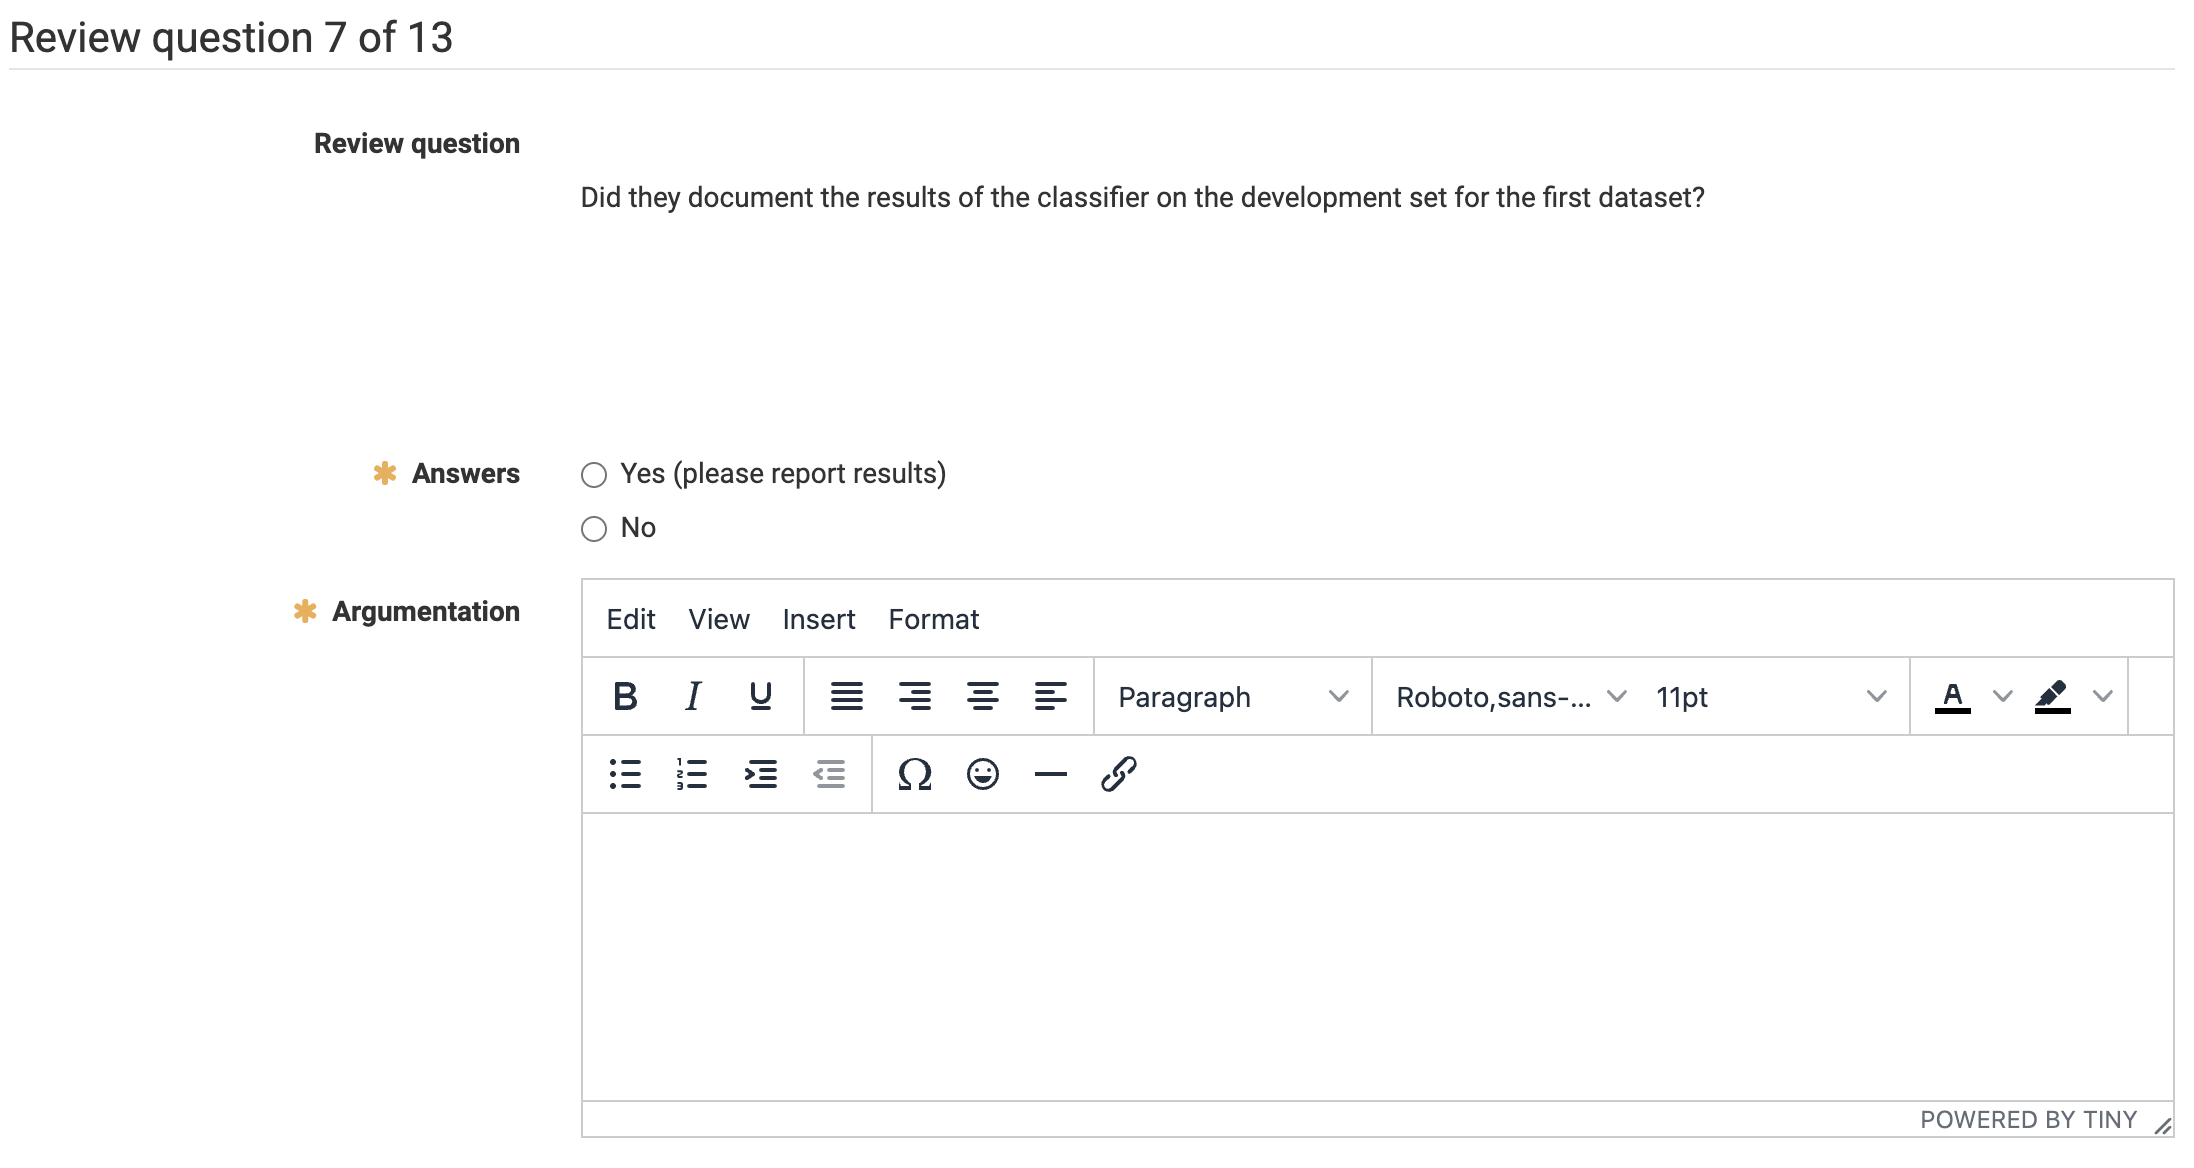 Review question 7 of 13
Review question
Did they document the results of the classifier on the development set for the first dataset?
Answers
Yes (please report results)
No
Argumentation
Edit View Insert Format
B I U Paragraph Roboto,sans-... 11pt A
Ω
POWERED BY TINY